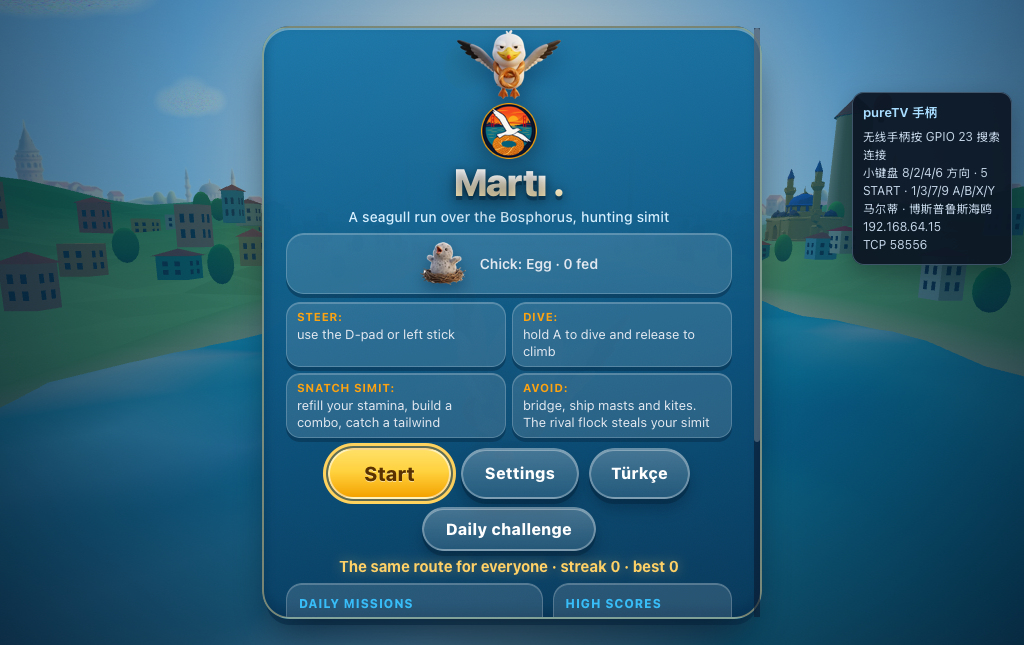 Martı .
A seagull run over the Bosphorus, hunting simit
Chick: Egg · 0 fed
STEER:
use the D-pad or left stick
DIVE:
hold A to dive and release to
climb
SNATCH SIMIT:
refill your stamina, build a
combo, catch a tailwind
AVOID:
bridge, ship masts and kites.
The rival flock steals your simit
Start
Settings
Türkçe
Daily challenge
The same route for everyone · streak 0 · best 0
DAILY MISSIONS
HIGH SCORES
pureTV 手柄
无线手柄按 GPIO 23 搜索
连接
小键盘 8/2/4/6 方向 · 5
START · 1/3/7/9 A/B/X/Y
马尔蒂 · 博斯普鲁斯海鸥
192.168.64.15
TCP 58556